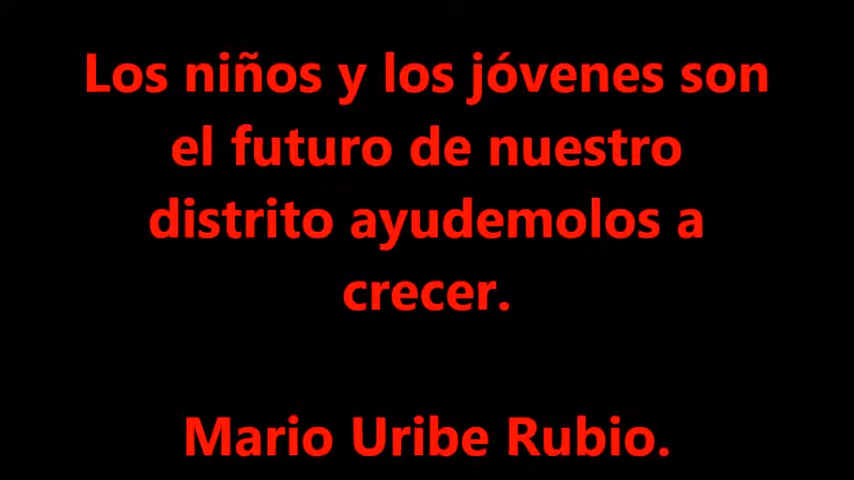 Los niños y los jóvenes son
el futuro de nuestro
distrito ayudemolos a
crecer.
Mario Uribe Rubio.